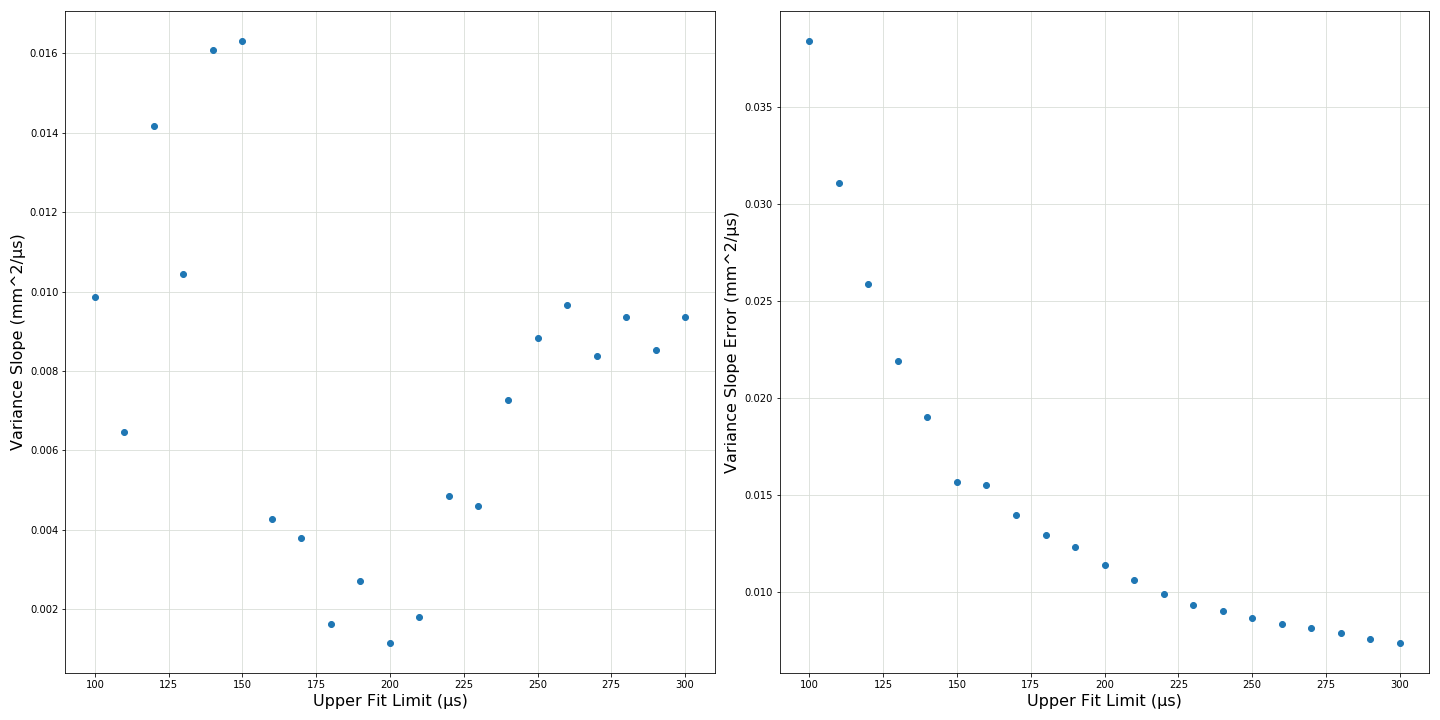 Variance Slope (mm^2/µs)
0.016
0.014
0.012
0.010
0.008
0.006
0.004
0.002
100 125 150 175 200 225 250 275 300
Upper Fit Limit (µs)
Variance Slope Error (mm^2/µs)
0.035
0.030
0.025
0.020
0.015
0.010
100 125 150 175 200 225 250 275 300
Upper Fit Limit (µs)